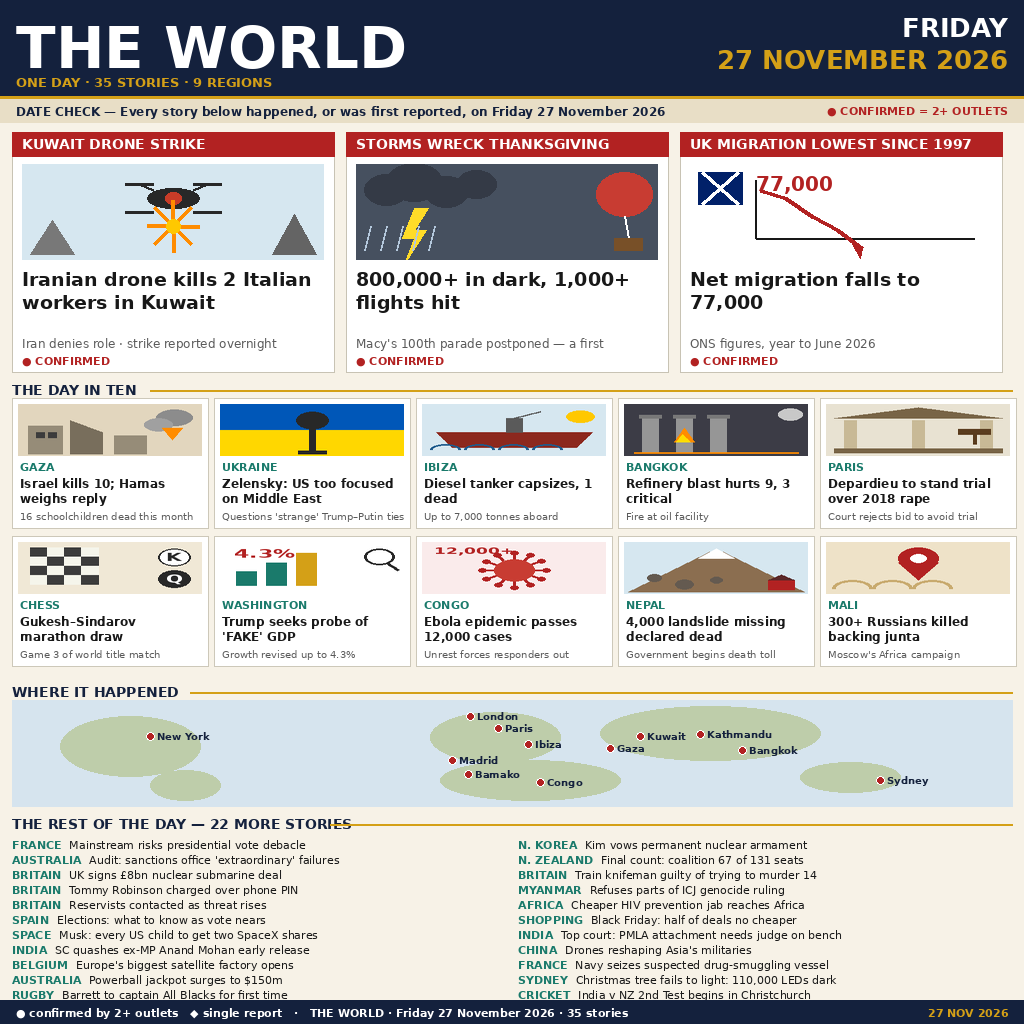 THE WORLD
ONE DAY · 35 STORIES · 9 REGIONS
FRIDAY
27 NOVEMBER 2026
DATE CHECK — Every story below happened, or was first reported, on Friday 27 November 2026
● CONFIRMED = 2+ OUTLETS
KUWAIT DRONE STRIKE
Iranian drone kills 2 Italian
workers in Kuwait
Iran denies role · strike reported overnight
● CONFIRMED
STORMS WRECK THANKSGIVING
800,000+ in dark, 1,000+
flights hit
Macy's 100th parade postponed — a first
● CONFIRMED
UK MIGRATION LOWEST SINCE 1997
77,000
Net migration falls to
77,000
ONS figures, year to June 2026
● CONFIRMED
THE DAY IN TEN
GAZA
Israel kills 10; Hamas
weighs reply
16 schoolchildren dead this month
UKRAINE
Zelensky: US too focused
on Middle East
Questions 'strange' Trump–Putin ties
IBIZA
Diesel tanker capsizes, 1
dead
Up to 7,000 tonnes aboard
BANGKOK
Refinery blast hurts 9, 3
critical
Fire at oil facility
PARIS
Depardieu to stand trial
over 2018 rape
Court rejects bid to avoid trial
K
Q
CHESS
Gukesh–Sindarov
marathon draw
Game 3 of world title match
4.3%
WASHINGTON
Trump seeks probe of
'FAKE' GDP
Growth revised up to 4.3%
12,000+
CONGO
Ebola epidemic passes
12,000 cases
Unrest forces responders out
NEPAL
4,000 landslide missing
declared dead
Government begins death toll
MALI
300+ Russians killed
backing junta
Moscow's Africa campaign
WHERE IT HAPPENED
New York
London
Paris
Ibiza
Madrid
Bamako
Congo
Gaza
Kuwait
Kathmandu
Bangkok
Sydney
THE REST OF THE DAY — 22 MORE STORIES
FRANCE Mainstream risks presidential vote debacle
AUSTRALIA Audit: sanctions office 'extraordinary' failures
BRITAIN UK signs £8bn nuclear submarine deal
BRITAIN Tommy Robinson charged over phone PIN
BRITAIN Reservists contacted as threat rises
SPAIN Elections: what to know as vote nears
SPACE Musk: every US child to get two SpaceX shares
INDIA SC quashes ex-MP Anand Mohan early release
BELGIUM Europe's biggest satellite factory opens
AUSTRALIA Powerball jackpot surges to $150m
RUGBY Barrett to captain All Blacks for first time
N. KOREA Kim vows permanent nuclear armament
N. ZEALAND Final count: coalition 67 of 131 seats
BRITAIN Train knifeman guilty of trying to murder 14
MYANMAR Refuses parts of ICJ genocide ruling
AFRICA Cheaper HIV prevention jab reaches Africa
SHOPPING Black Friday: half of deals no cheaper
INDIA Top court: PMLA attachment needs judge on bench
CHINA Drones reshaping Asia's militaries
FRANCE Navy seizes suspected drug-smuggling vessel
SYDNEY Christmas tree fails to light: 110,000 LEDs dark
CRICKET India v NZ 2nd Test begins in Christchurch
● confirmed by 2+ outlets ◆ single report · THE WORLD · Friday 27 November 2026 · 35 stories
27 NOV 2026